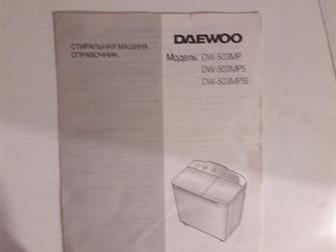 DAEWOO
СТИРАЛЬНАЯ МАШИНА
СПРАВОЧНИК
Модель: DW-503MP
DW-503MPS
DW-503MPSE